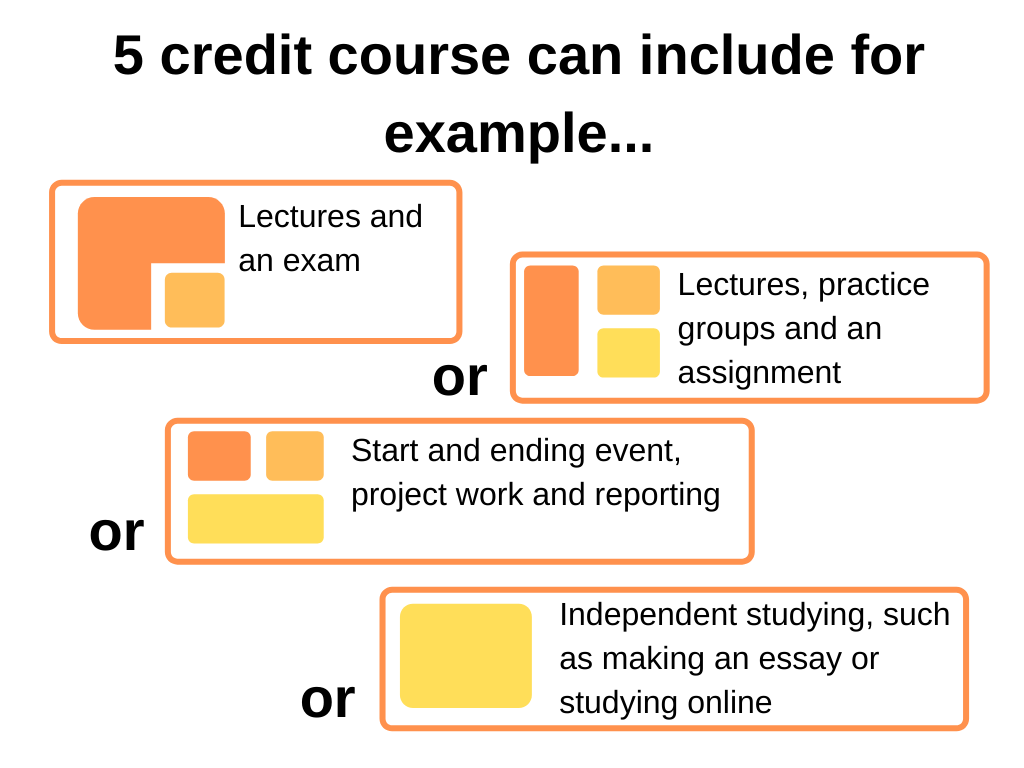 5 credit course can include for
example...
Lectures and
an exam
or
Lectures, practice
groups and an
assignment
or
Start and ending event,
project work and reporting
or
Independent studying, such
as making an essay or
studying online